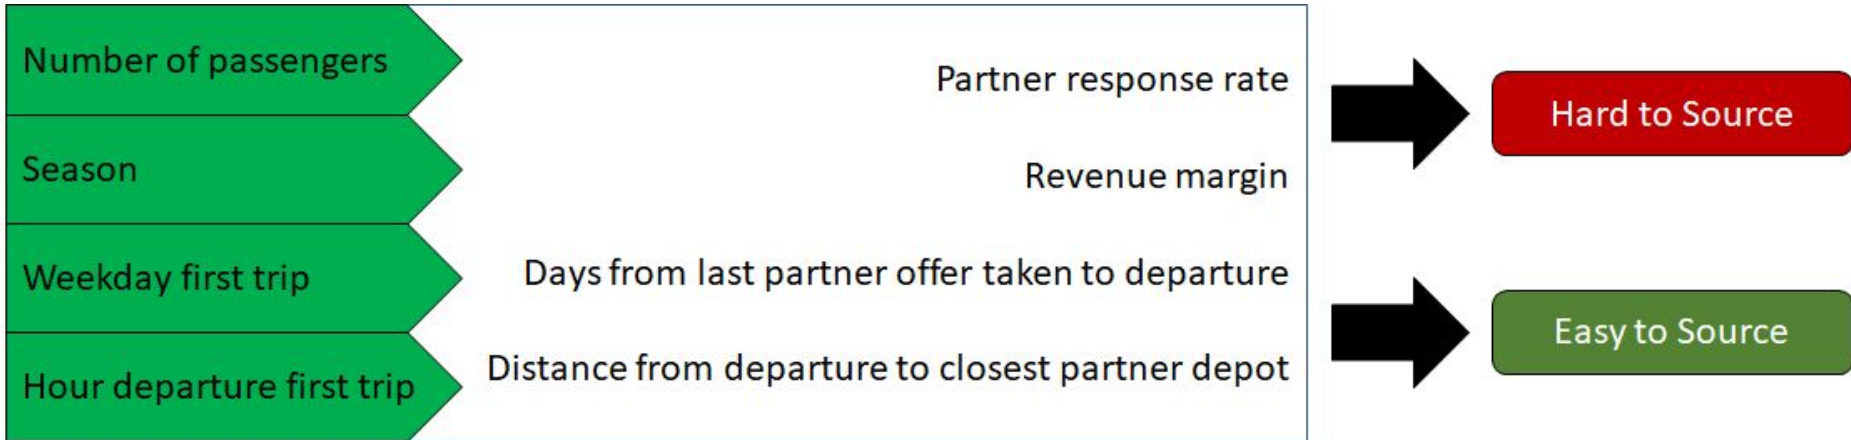 Number of passengers
Season
Weekday first trip
Hour departure first trip
Partner response rate
Revenue margin
Days from last partner offer taken to departure
Distance from departure to closest partner depot
Hard to Source
Easy to Source